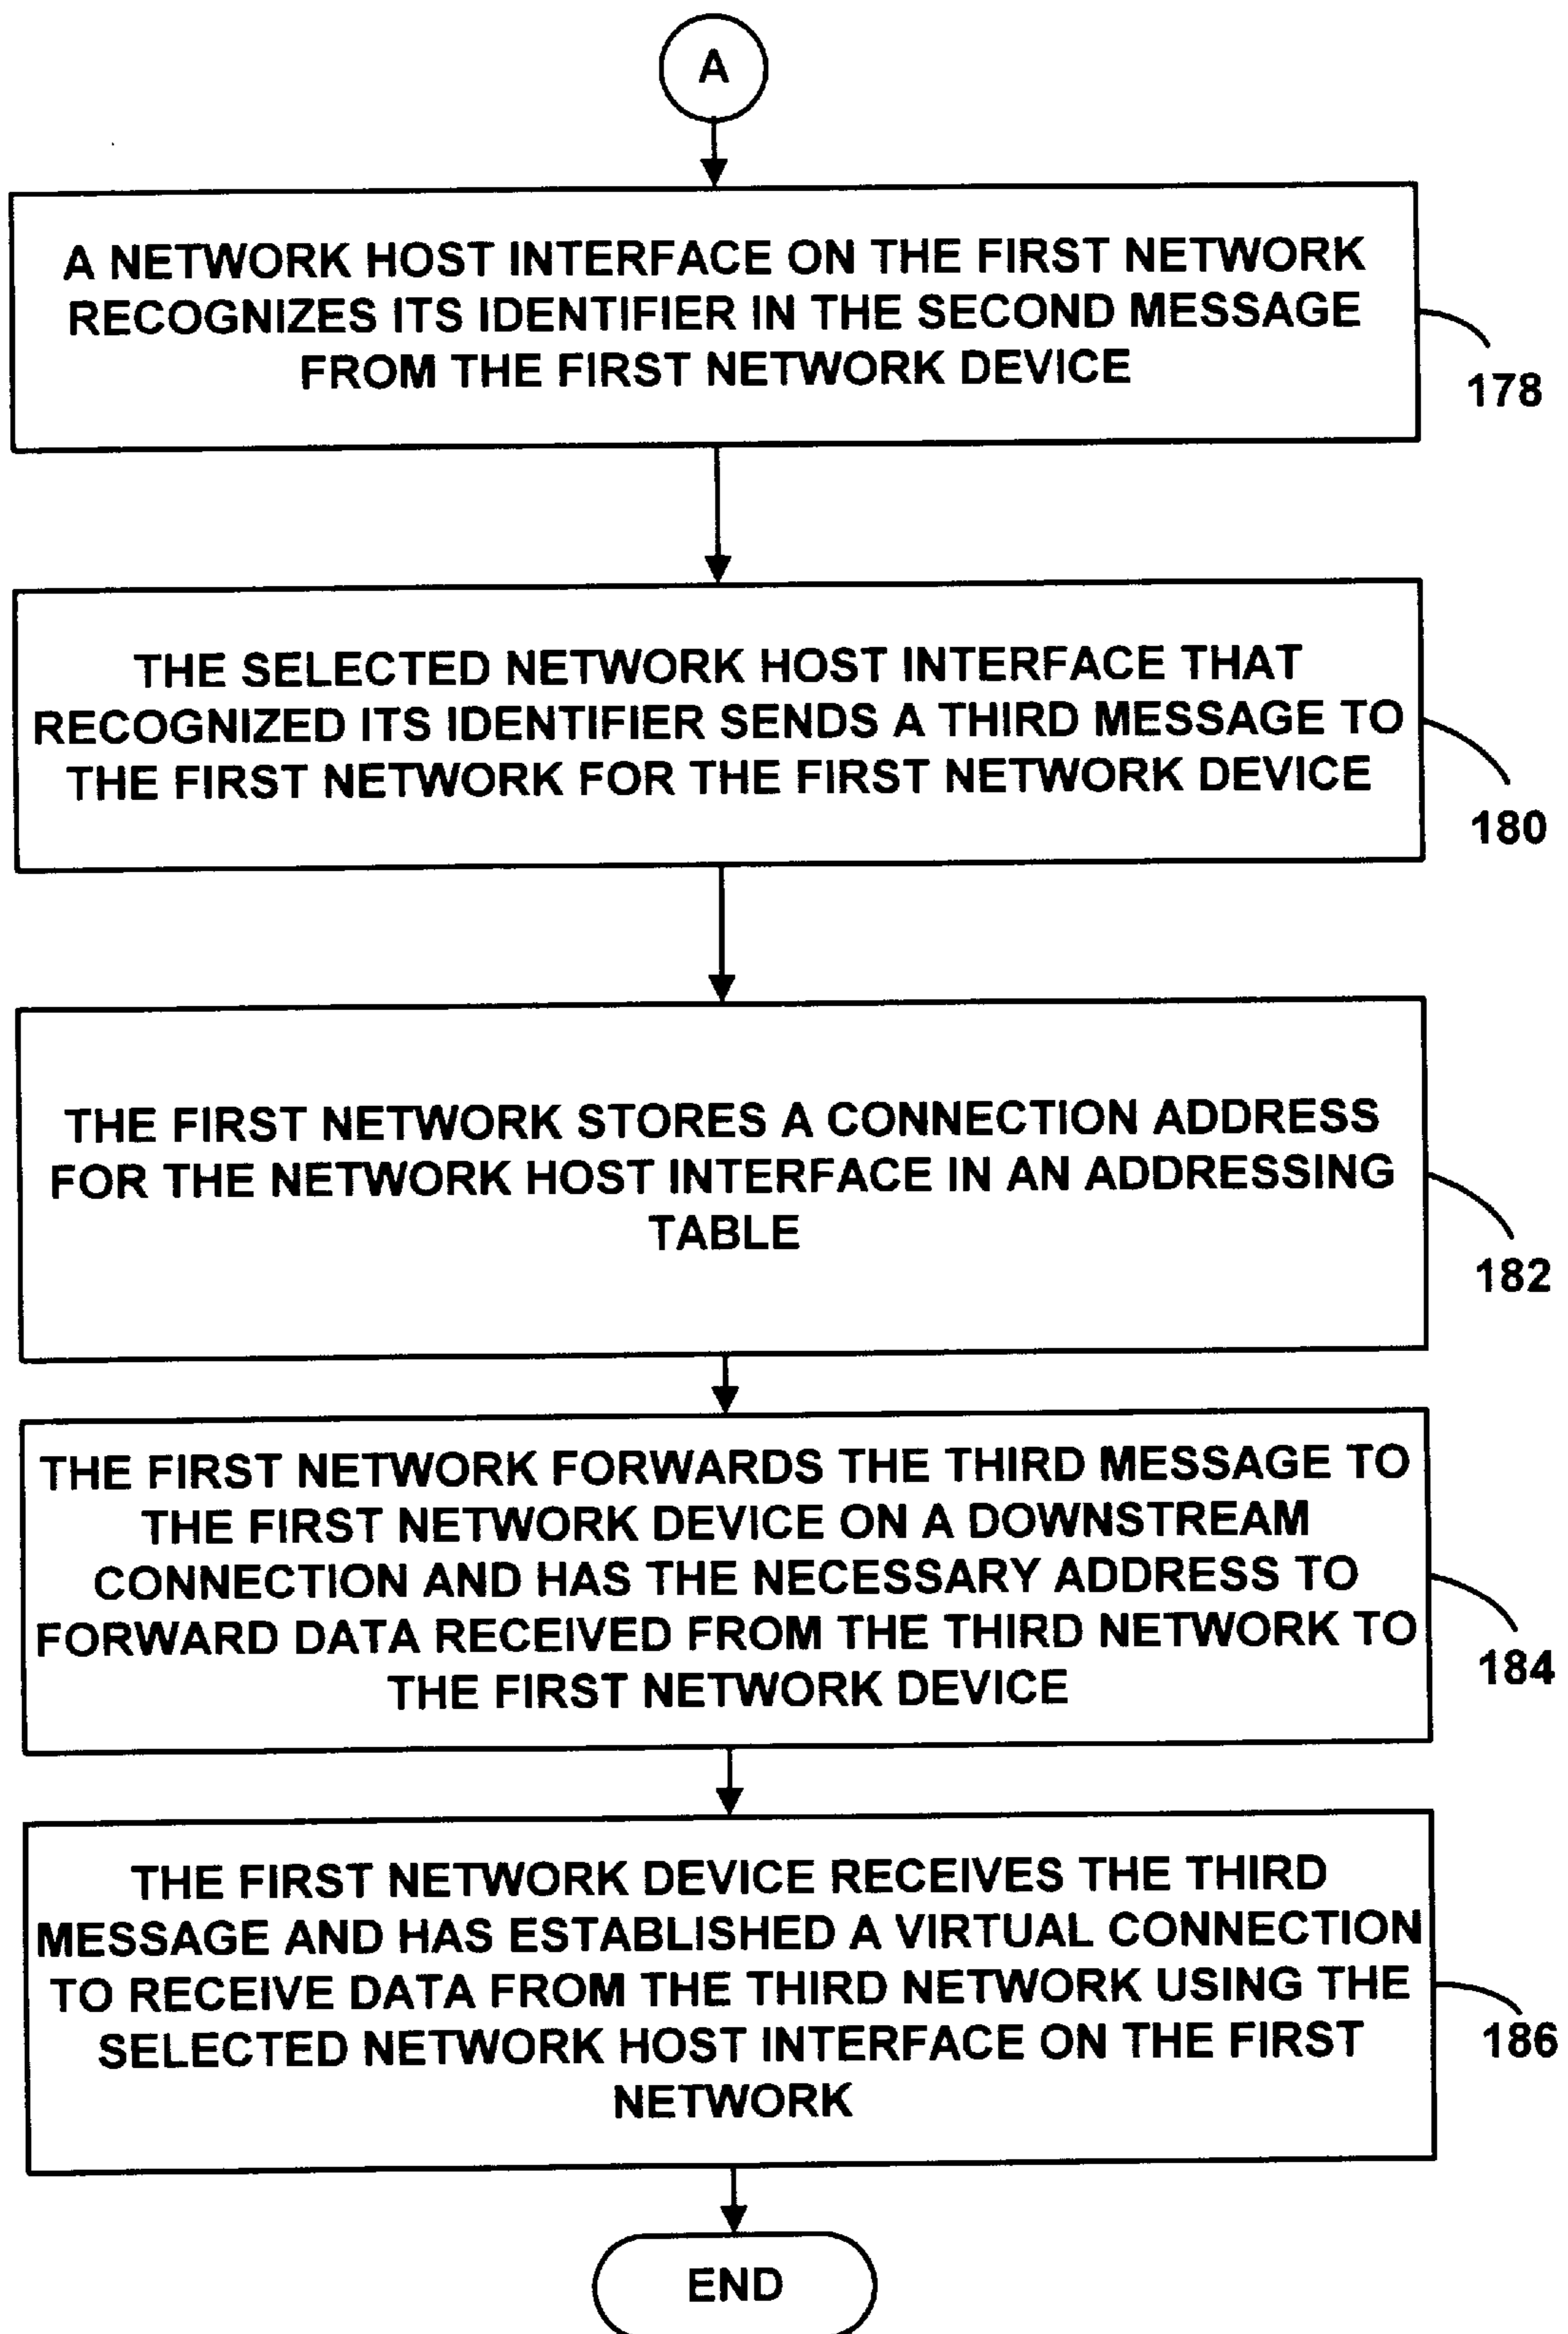 A
A NETWORK HOST INTERFACE ON THE FIRST NETWORK
RECOGNIZES ITS IDENTIFIER IN THE SECOND MESSAGE
FROM THE FIRST NETWORK DEVICE
178
THE SELECTED NETWORK HOST INTERFACE THAT
RECOGNIZED ITS IDENTIFIER SENDS A THIRD MESSAGE TO
THE FIRST NETWORK FOR THE FIRST NETWORK DEVICE
180
THE FIRST NETWORK STORES A CONNECTION ADDRESS
FOR THE NETWORK HOST INTERFACE IN AN ADDRESSING
TABLE
182
THE FIRST NETWORK FORWARDS THE THIRD MESSAGE TO
THE FIRST NETWORK DEVICE ON A DOWNSTREAM
CONNECTION AND HAS THE NECESSARY ADDRESS TO
FORWARD DATA RECEIVED FROM THE THIRD NETWORK TO
THE FIRST NETWORK DEVICE
184
THE FIRST NETWORK DEVICE RECEIVES THE THIRD
MESSAGE AND HAS ESTABLISHED A VIRTUAL CONNECTION
TO RECEIVE DATA FROM THE THIRD NETWORK USING THE
SELECTED NETWORK HOST INTERFACE ON THE FIRST
NETWORK
186
END